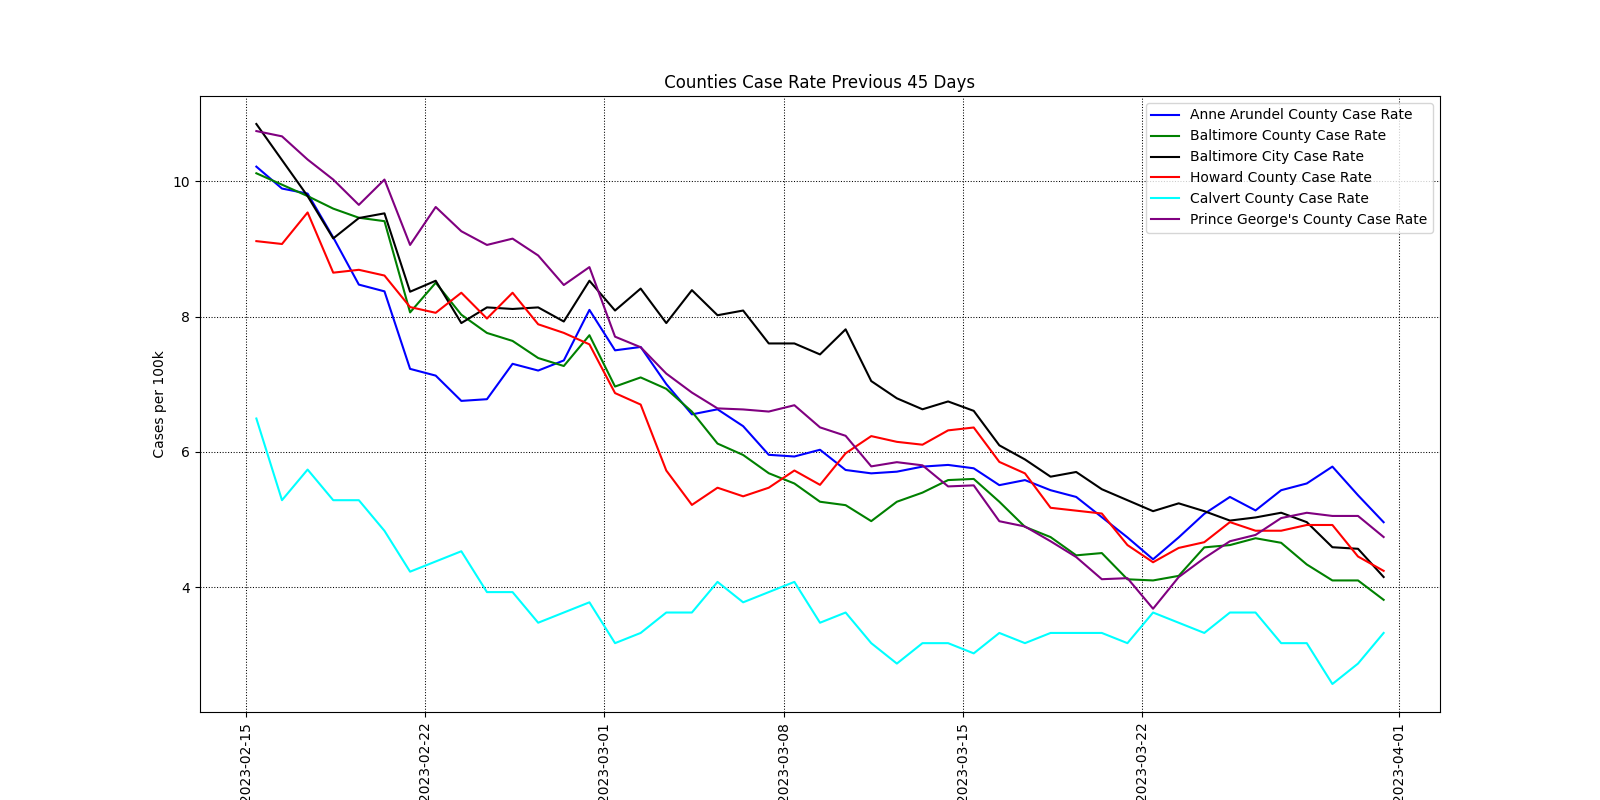 Counties Case Rate Previous 45 Days
Anne Arundel County Case Rate
Baltimore County Case Rate
Baltimore City Case Rate
Howard County Case Rate
Calvert County Case Rate
Prince George's County Case Rate
Cases per 100k
10
8
6
4
2023-02-15
2023-02-22
2023-03-01
2023-03-08
2023-03-15
2023-03-22
2023-04-01